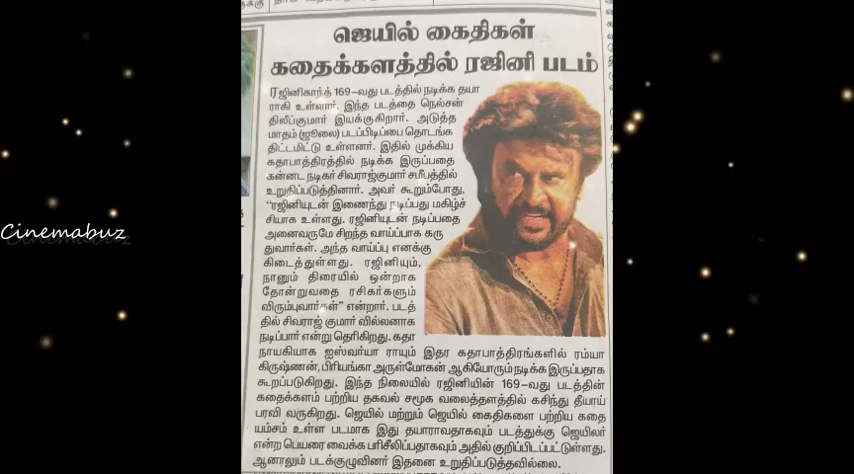 ஜெயில் கைதிகள்
கதைக்களத்தில் ரஜினி படம்
ரஜினிகாந்த் 169-வது படத்தில் நடிக்க தயா
ராகி உள்ளார். இந்த படத்தை நெல்சன்
திலீப்குமார் இயக்குகிறார். அடுத்த
மாதம் (ஜூலை) படப்பிடிப்பை தொடங்க
திட்டமிட்டு உள்ளனர். இதில் முக்கிய
கதாபாத்திரத்தில் நடிக்க இருப்பதை
கன்னட நடிகர் சிவராஜ்குமார் சமீபத்தில்
உறுதிப்படுத்தினார். அவர் கூறும்போது,
"ரஜினியுடன் இணைந்து நடிப்பது மகிழ்ச்
சியாக உள்ளது. ரஜினியுடன் நடிப்பதை
அனைவருமே சிறந்த வாய்ப்பாக கரு
துவார்கள். அந்த வாய்ப்பு எனக்கு
கிடைத்துள்ளது. ரஜினியும்,
நானும் திரையில் ஒன்றாக
தோன்றுவதை ரசிகர்களும்
விரும்புவார்கள்" என்றார். படத்
தில் சிவராஜ் குமார் வில்லனாக
நடிப்பார் என்று தெரிகிறது. கதா
நாயகியாக ஐஸ்வர்யா ராயும் இதர கதாபாத்திரங்களில் ரம்யா
கிருஷ்ணன், பிரியங்கா அருள்மோகன் ஆகியோரும் நடிக்க இருப்பதாக
கூறப்படுகிறது. இந்த நிலையில் ரஜினியின் 169-வது படத்தின்
கதைக்களம் பற்றிய தகவல் சமூக வலைத்தளத்தில் கசிந்து தீயாய்
பரவி வருகிறது. ஜெயில் மற்றும் ஜெயில் கைதிகளை பற்றிய கதை
யம்சம் உள்ள படமாக இது தயாராவதாகவும் படத்துக்கு ஜெயிலர்
என்ற பெயரை வைக்க பரிசீலிப்பதாகவும் அதில் குறிப்பிடப்பட்டுள்ளது.
ஆனாலும் படக்குழுவினர் இதனை உறுதிப்படுத்தவில்லை.
Cinemabuz